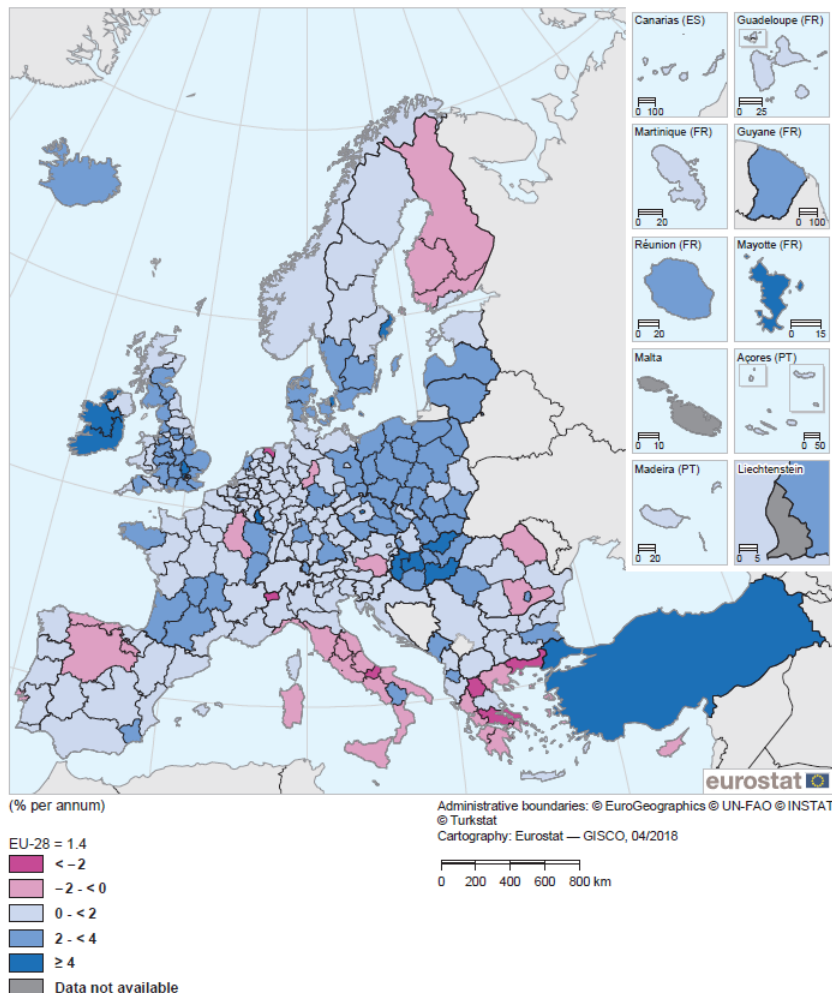 Canarias (ES)
0 100
Guadeloupe (FR)
0 25
Martinique (FR)
0 20
Guyane (FR)
0 100
Réunion (FR)
0 20
Mayotte (FR)
0 15
Malta
0 10
Açores (PT)
0 50
Madeira (PT)
0 20
Liechtenstein
0 5
eurostat
(% per annum)
Administrative boundaries: © EuroGeographics © UN-FAO © INSTAT
© Turkstat
Cartography: Eurostat — GISCO, 04/2018
0 200 400 600 800 km
EU-28 = 1.4
< −2
−2 - < 0
0 - < 2
2 - < 4
≥ 4
Data not available